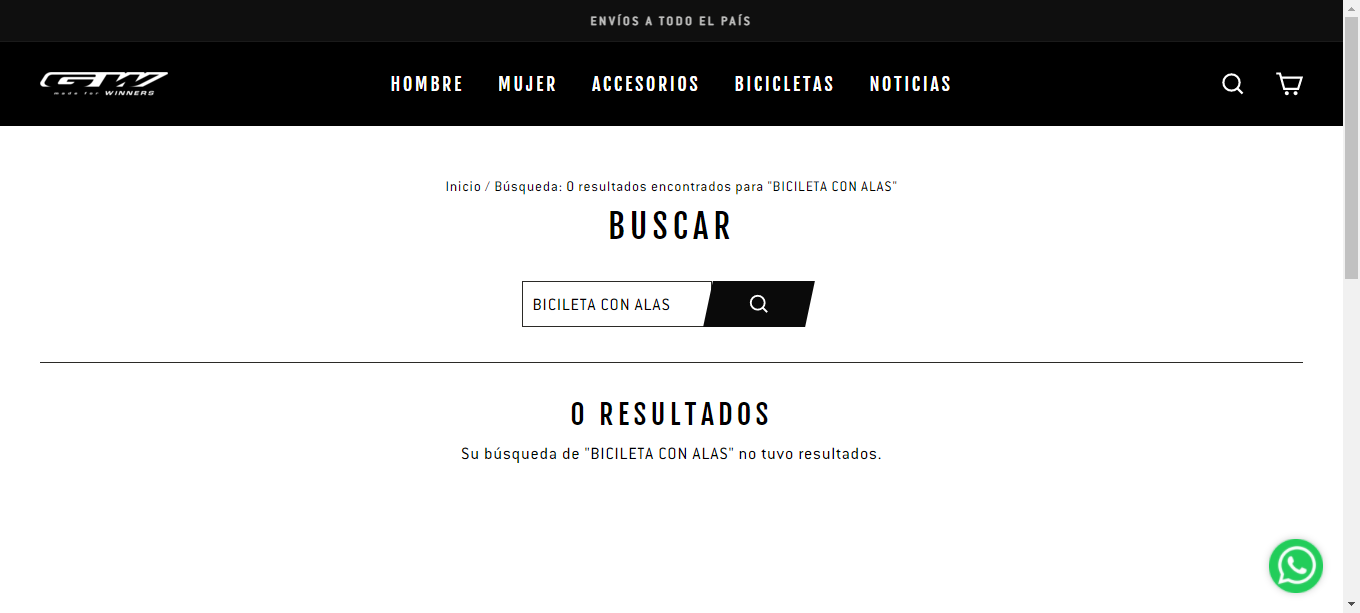 ENVÍOS A TODO EL PAÍS
GW
made for WINNERS
HOMBRE MUJER ACCESORIOS BICICLETAS NOTICIAS
Inicio / Búsqueda: 0 resultados encontrados para "BICILETA CON ALAS"
BUSCAR
BICILETA CON ALAS
0 RESULTADOS
Su búsqueda de "BICILETA CON ALAS" no tuvo resultados.